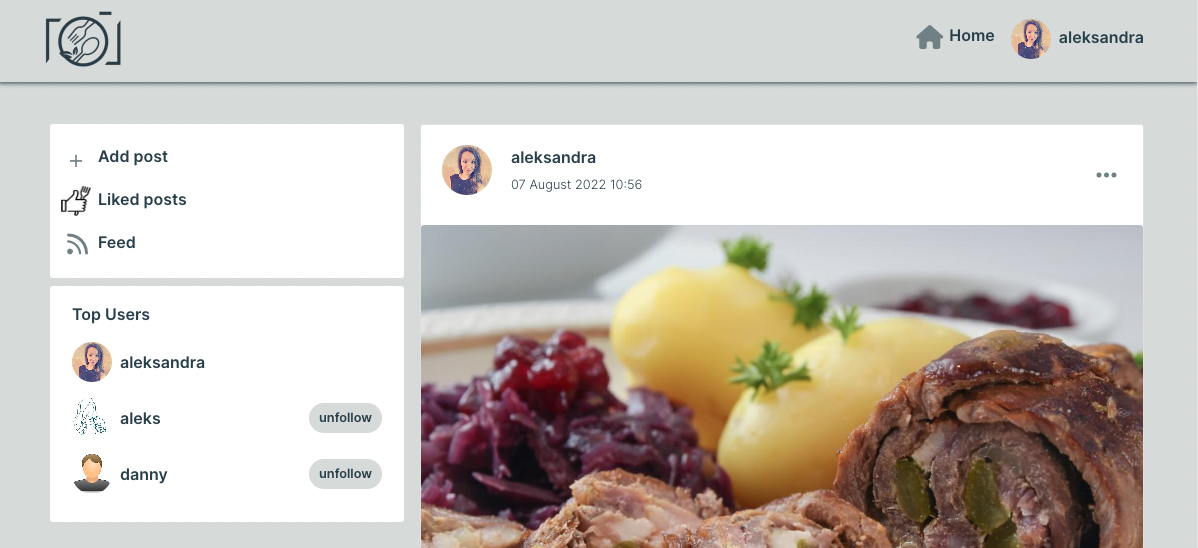 Home
aleksandra
Add post
Liked posts
Feed
Top Users
aleksandra
aleks
unfollow
danny
unfollow
aleksandra
07 August 2022 10:56